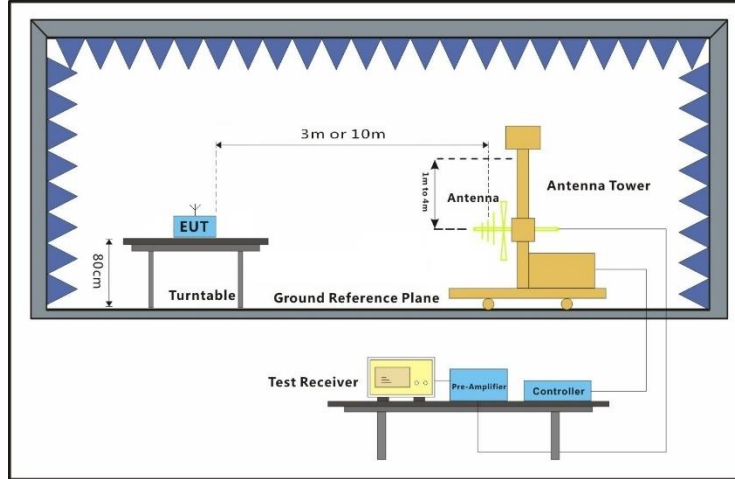 3m or 10m
1m to 4m
Antenna
Antenna Tower
EUT
80cm
Turntable
Ground Reference Plane
Test Receiver
Pre-Amplifier
Controller